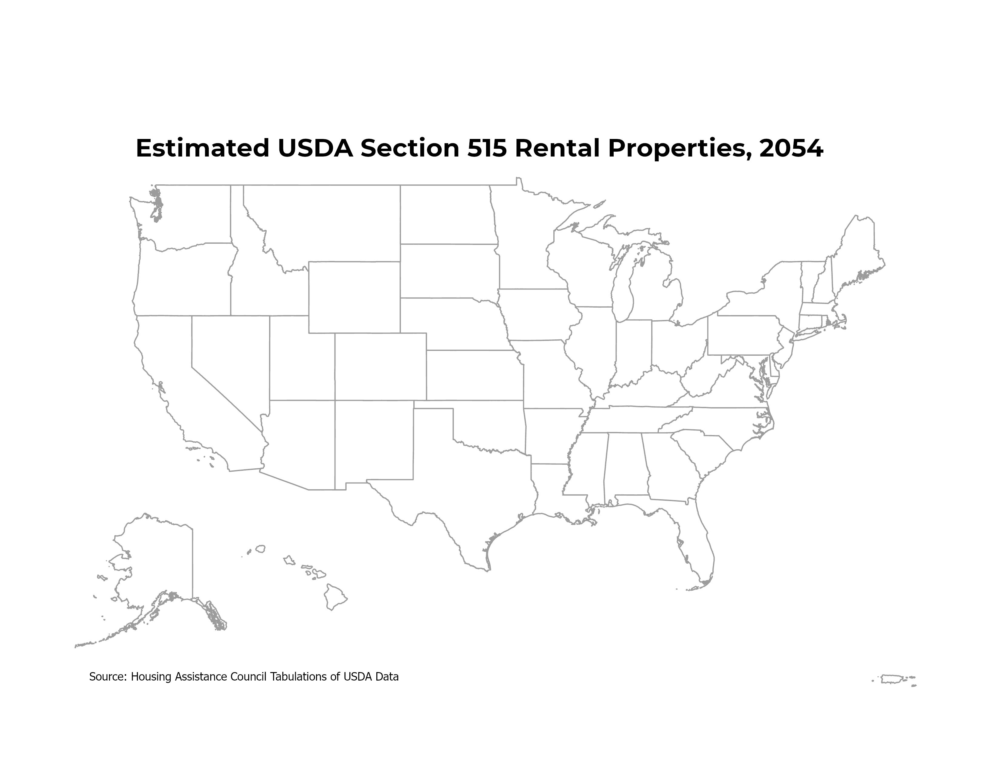 Estimated USDA Section 515 Rental Properties, 2054
Source: Housing Assistance Council Tabulations of USDA Data